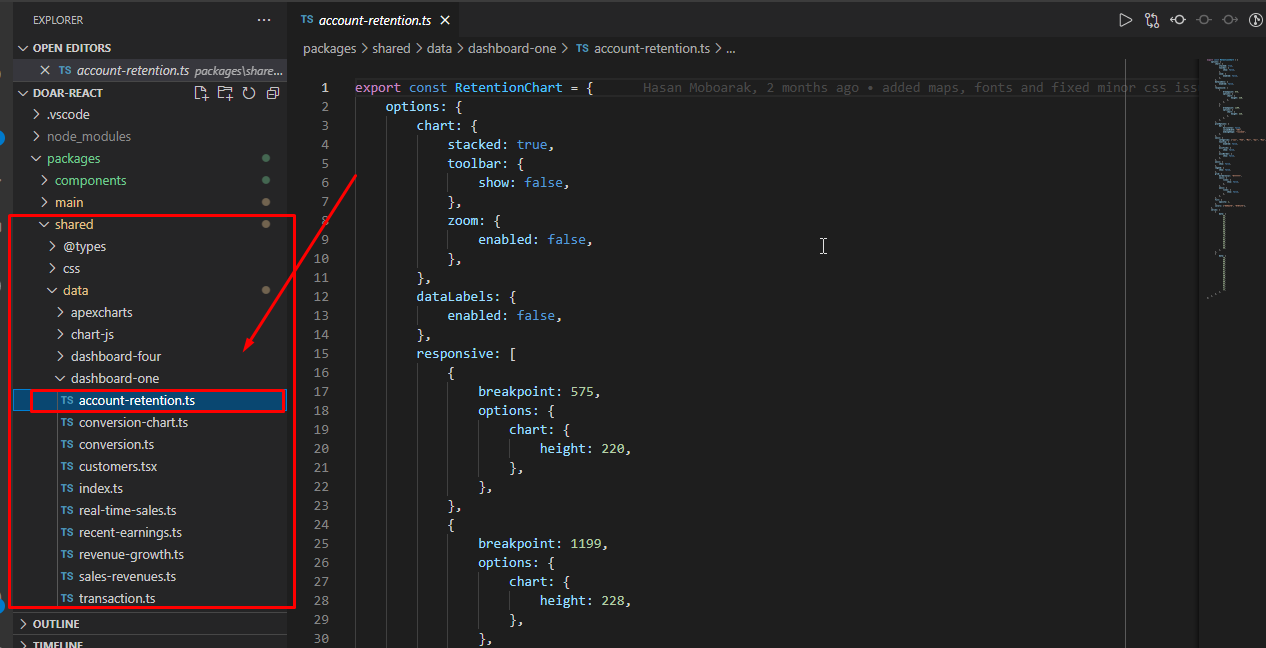 EXPLORER
OPEN EDITORS
TS account-retention.ts packages\share...
DOAR-REACT
.vscode
node_modules
packages
components
main
shared
@types
css
data
apexcharts
chart-js
dashboard-four
dashboard-one
TS account-retention.ts
TS conversion-chart.ts
TS conversion.ts
TS customers.tsx
TS index.ts
TS real-time-sales.ts
TS recent-earnings.ts
TS revenue-growth.ts
TS sales-revenues.ts
TS transaction.ts
OUTLINE
TIMELINE
TS account-retention.ts
packages > shared > data > dashboard-one > TS account-retention.ts > ...
1 export const RetentionChart = { Hasan Moboarak, 2 months ago • added maps, fonts and fixed minor css iss
2 options: {
3 chart: {
4 stacked: true,
5 toolbar: {
6 show: false,
7 },
8 zoom: {
9 enabled: false,
10 },
11 },
12 dataLabels: {
13 enabled: false,
14 },
15 responsive: [
16 {
17 breakpoint: 575,
18 options: {
19 chart: {
20 height: 220,
21 },
22 },
23 },
24 {
25 breakpoint: 1199,
26 options: {
27 chart: {
28 height: 228,
29 },
30 },